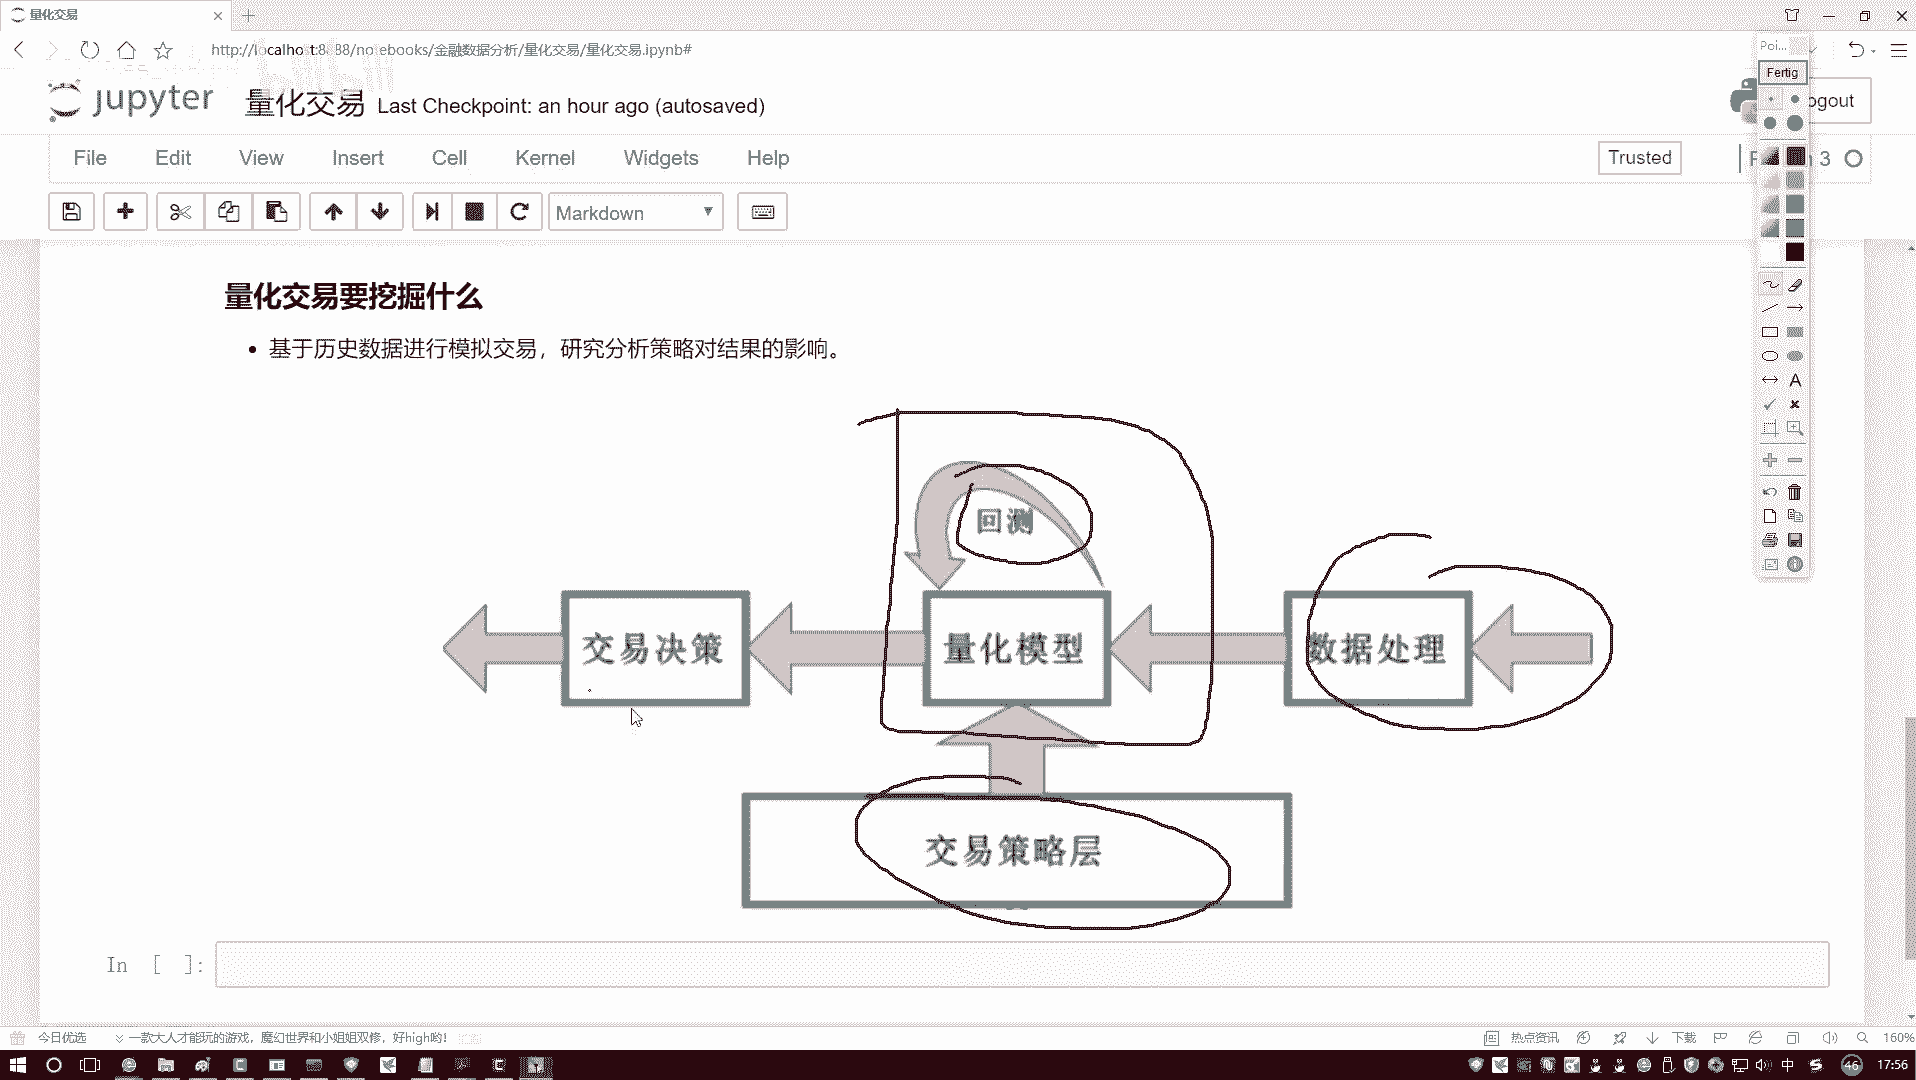 量化交易
http://localhost:8888/notebooks/金融数据分析/量化交易/量化交易.ipynb#
Poi...
Fertig
jupyter 量化交易 Last Checkpoint: an hour ago (autosaved)
ogout
File Edit View Insert Cell Kernel Widgets Help
Trusted
3
Markdown
量化交易要挖掘什么
基于历史数据进行模拟交易，研究分析策略对结果的影响。
回测
交易决策 量化模型 数据处理
交易策略层
In [ ]:
今日优选 一款大人才能玩的游戏，魔幻世界和小姐姐双修，好high哟！
热点资讯 下载 160%
中 46 17:56